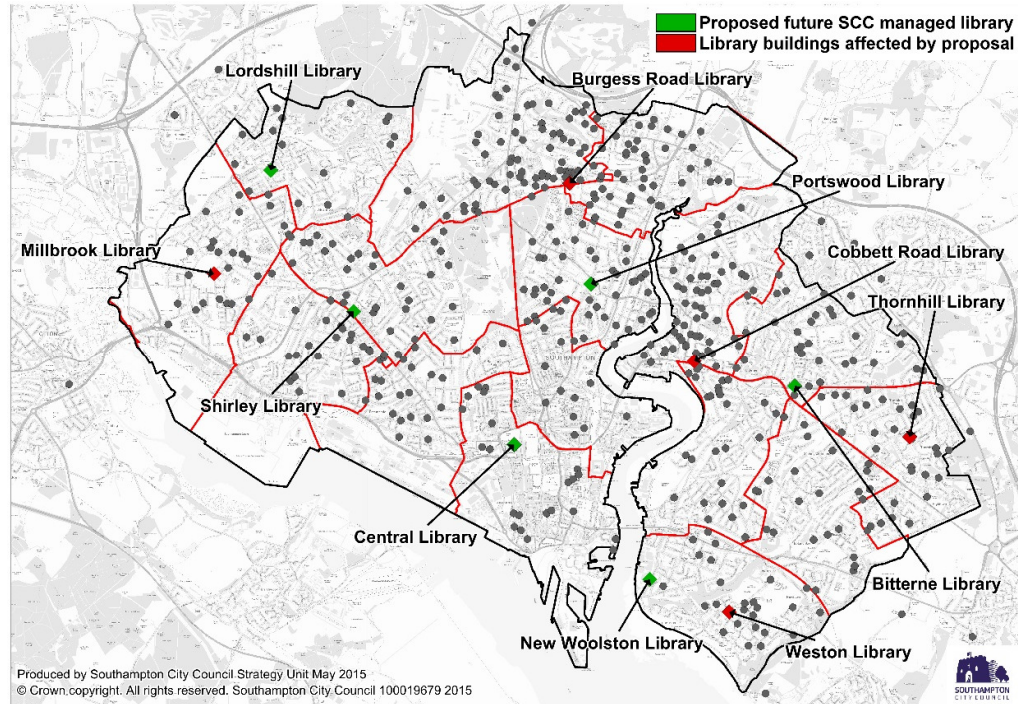 Proposed future SCC managed library
Library buildings affected by proposal
Lordshill Library
Burgess Road Library
Portswood Library
Millbrook Library
Cobbett Road Library
Thornhill Library
SOUTHAMPTON
Shirley Library
Central Library
Bitterne Library
New Woolston Library
Weston Library
Produced by Southampton City Council Strategy Unit May 2015
© Crown copyright. All rights reserved. Southampton City Council 100019679 2015
SOUTHAMPTON
CITY COUNCIL